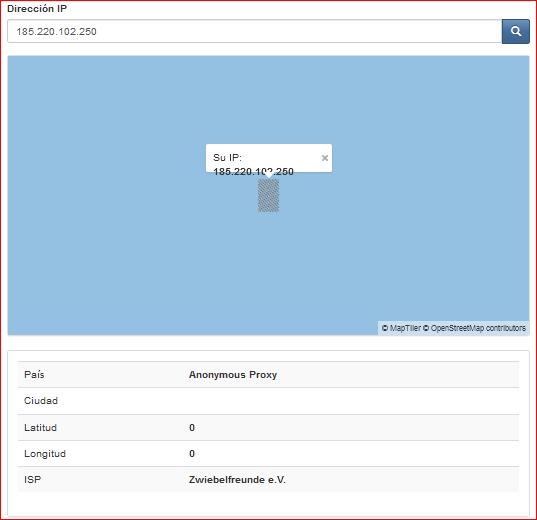 Dirección IP
185.220.102.250
Su IP: ×
185.220.102.250
© MapTiler © OpenStreetMap contributors
País Anonymous Proxy
Ciudad
Latitud 0
Longitud 0
ISP Zwiebelfreunde e.V.